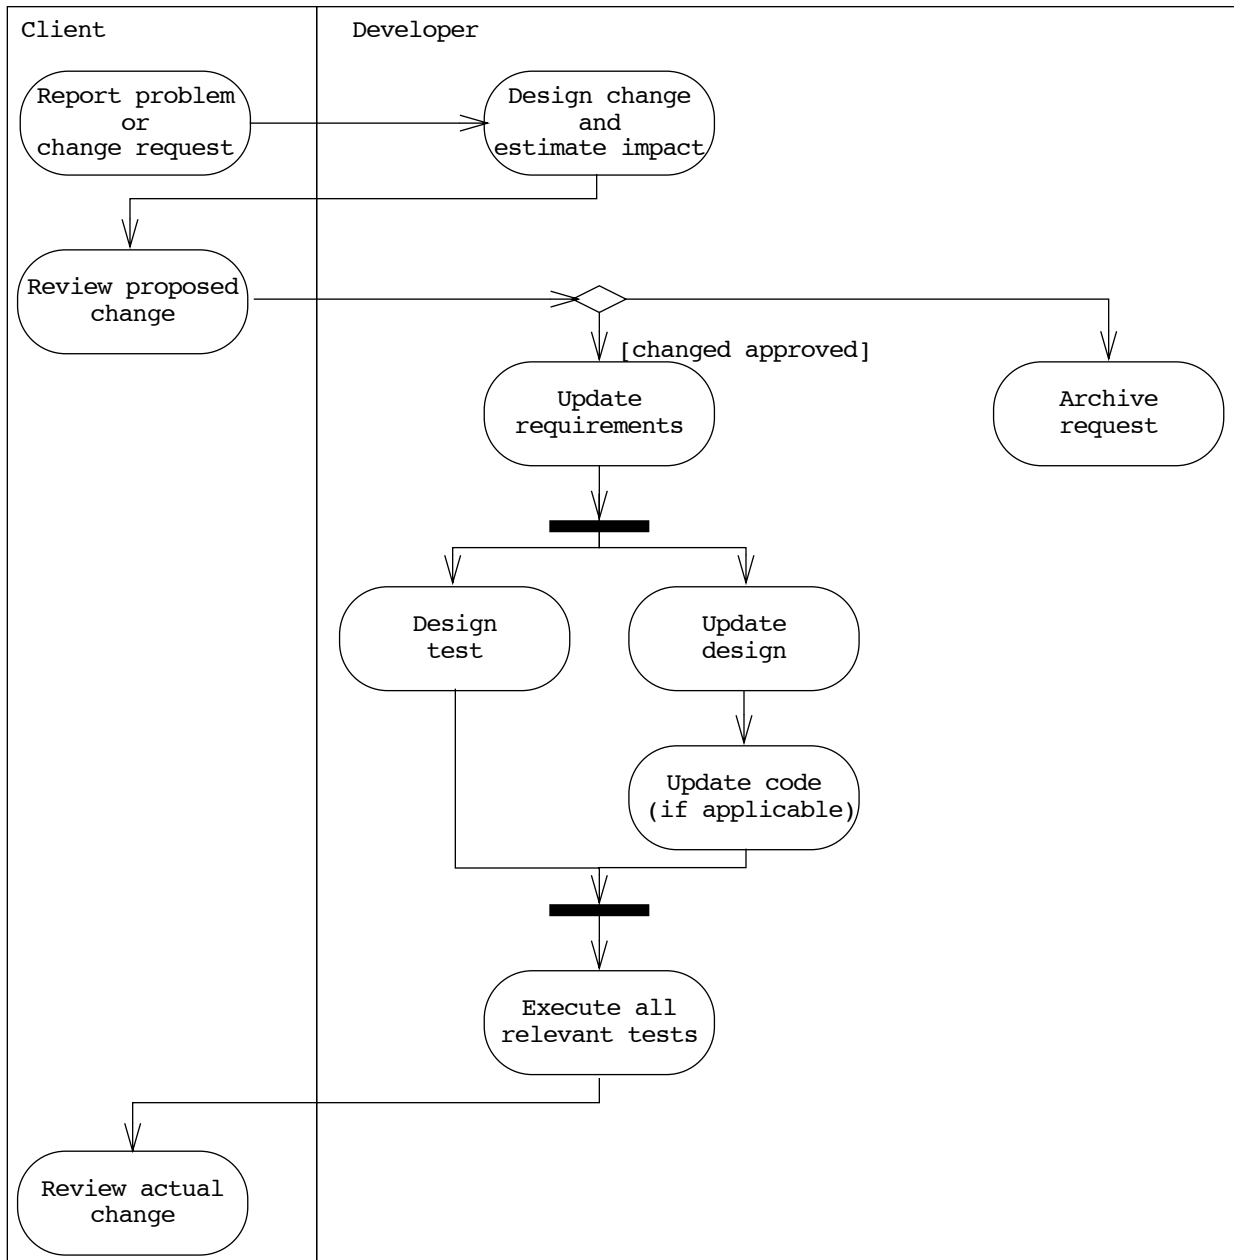 Client
Developer
Report problem
or
change request
Design change
and
estimate impact
Review proposed
change
[changed approved]
Update
requirements
Archive
request
Design
test
Update
design
Update code
(if applicable)
Execute all
relevant tests
Review actual
change